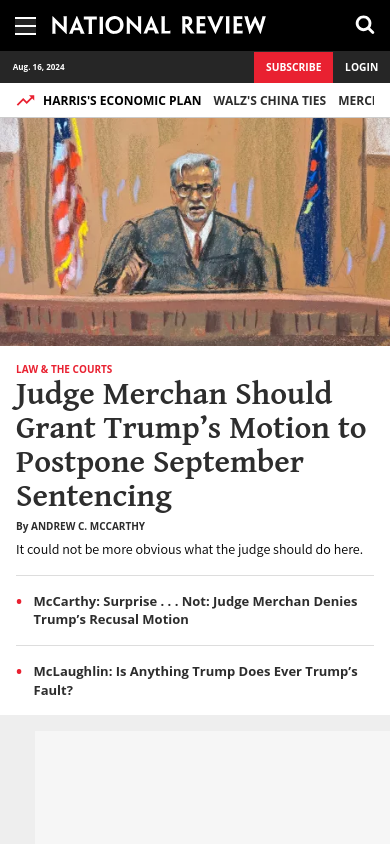 NATIONAL REVIEW
Aug. 16, 2024
SUBSCRIBE
LOGIN
HARRIS'S ECONOMIC PLAN WALZ'S CHINA TIES
LAW & THE COURTS
Judge Merchan Should
Grant Trump’s Motion to
Postpone September
Sentencing
By ANDREW C. MCCARTHY
It could not be more obvious what the judge should do here.
• McCarthy: Surprise . . . Not: Judge Merchan Denies
Trump’s Recusal Motion
• McLaughlin: Is Anything Trump Does Ever Trump’s
Fault?